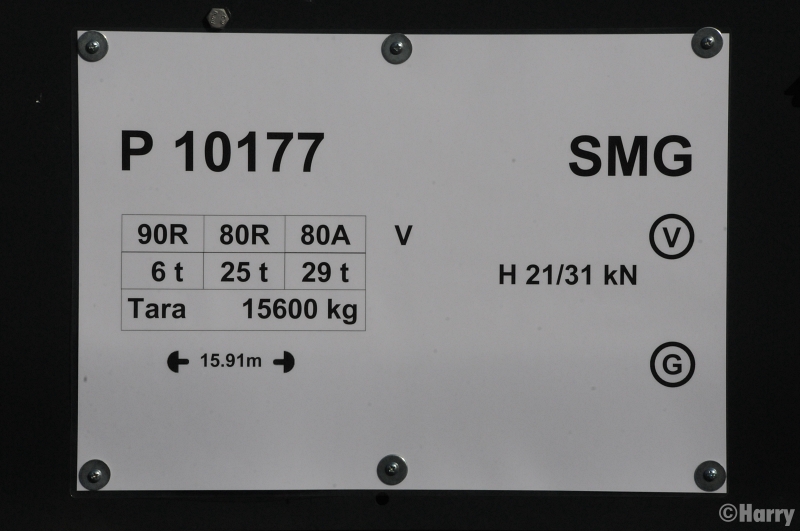 P 10177 SMG
90R 80R 80A V V
6 t 25 t 29 t H 21/31 kN
Tara 15600 kg
15.91m G
©Harry